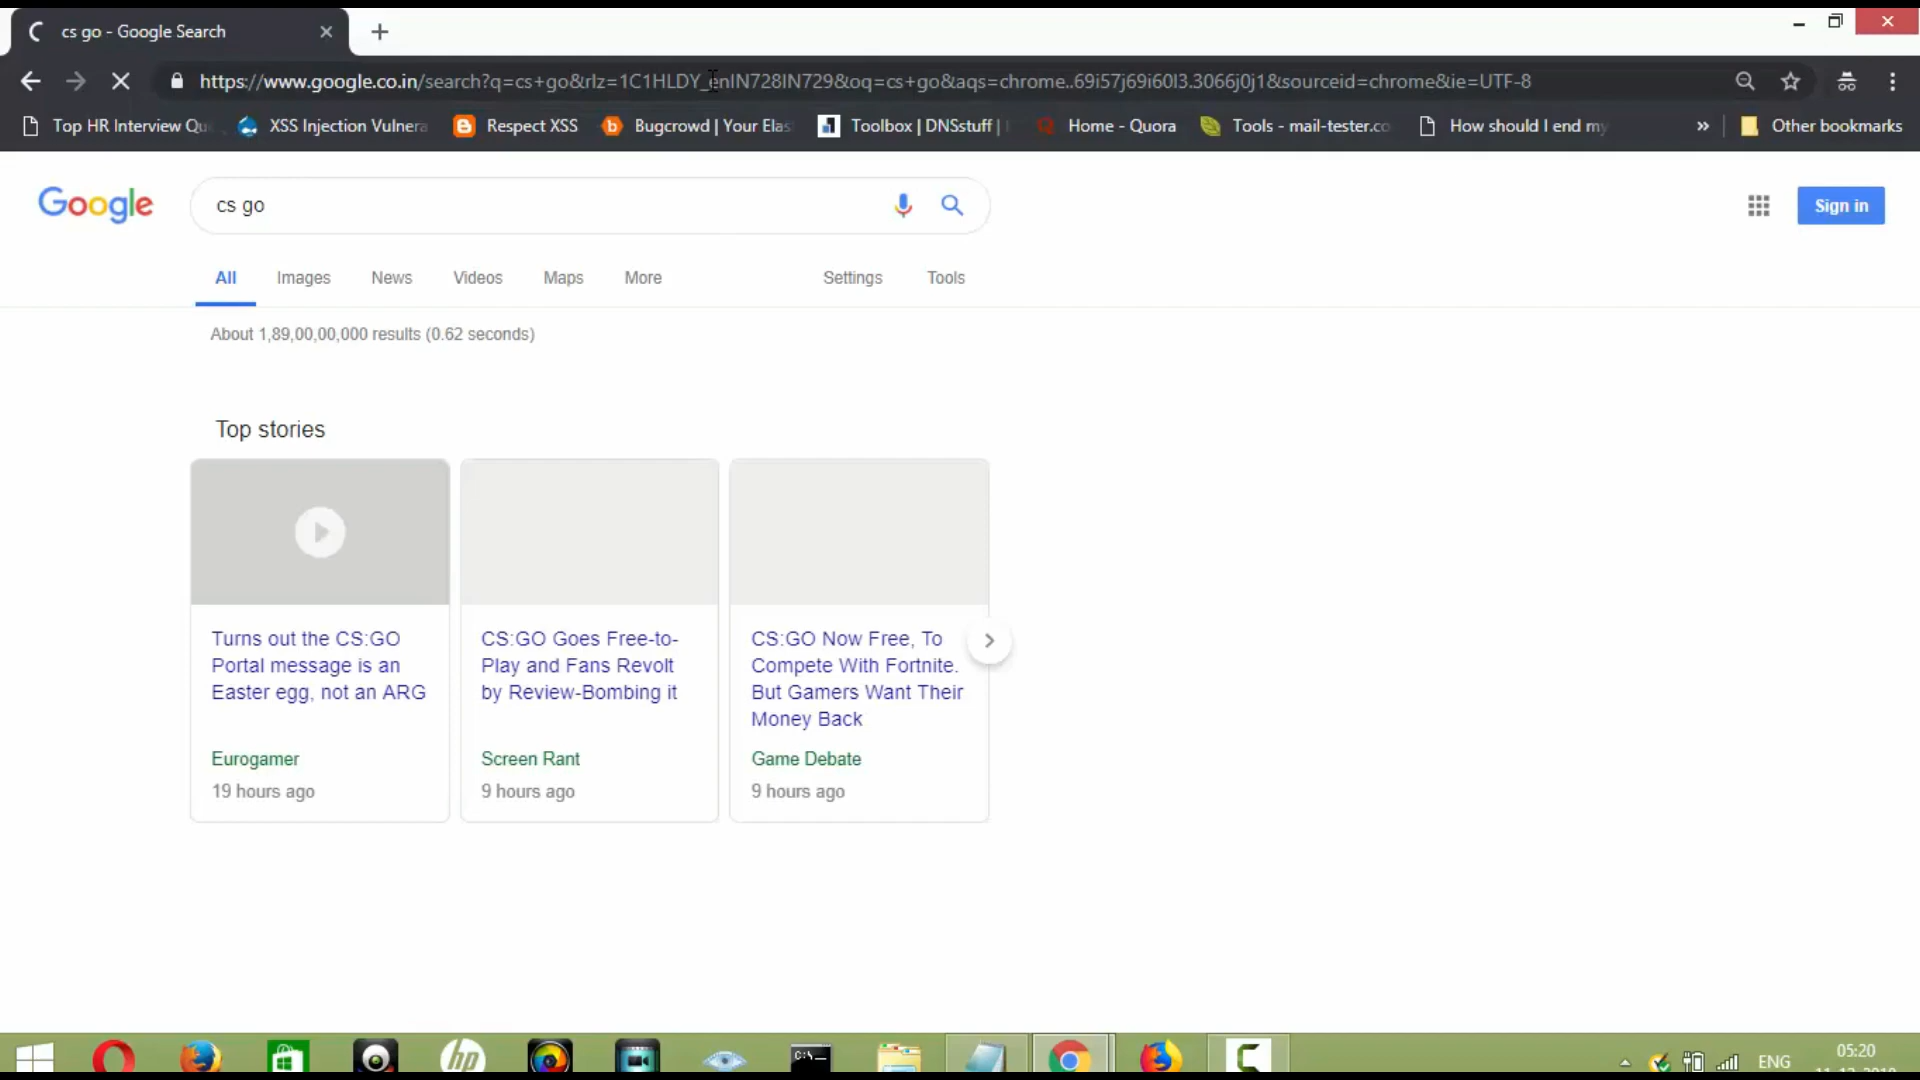 cs go - Google Search
https://www.google.co.in/search?q=cs+go&rlz=1C1HLDY_enIN728IN729&oq=cs+go&aqs=chrome..69i57j69i60l3.3066j0j1&sourceid=chrome&ie=UTF-8
Top HR Interview Qu XSS Injection Vulnera Respect XSS Bugcrowd | Your Elas Toolbox | DNSstuff | Home - Quora Tools - mail-tester.co How should I end my » Other bookmarks
Google cs go Sign in
All Images News Videos Maps More Settings Tools
About 1,89,00,00,000 results (0.62 seconds)
Top stories
Turns out the CS:GO
Portal message is an
Easter egg, not an ARG
Eurogamer
19 hours ago
CS:GO Goes Free-to-
Play and Fans Revolt
by Review-Bombing it
Screen Rant
9 hours ago
CS:GO Now Free, To
Compete With Fortnite.
But Gamers Want Their
Money Back
Game Debate
9 hours ago
hp C:\ ENG 05:20